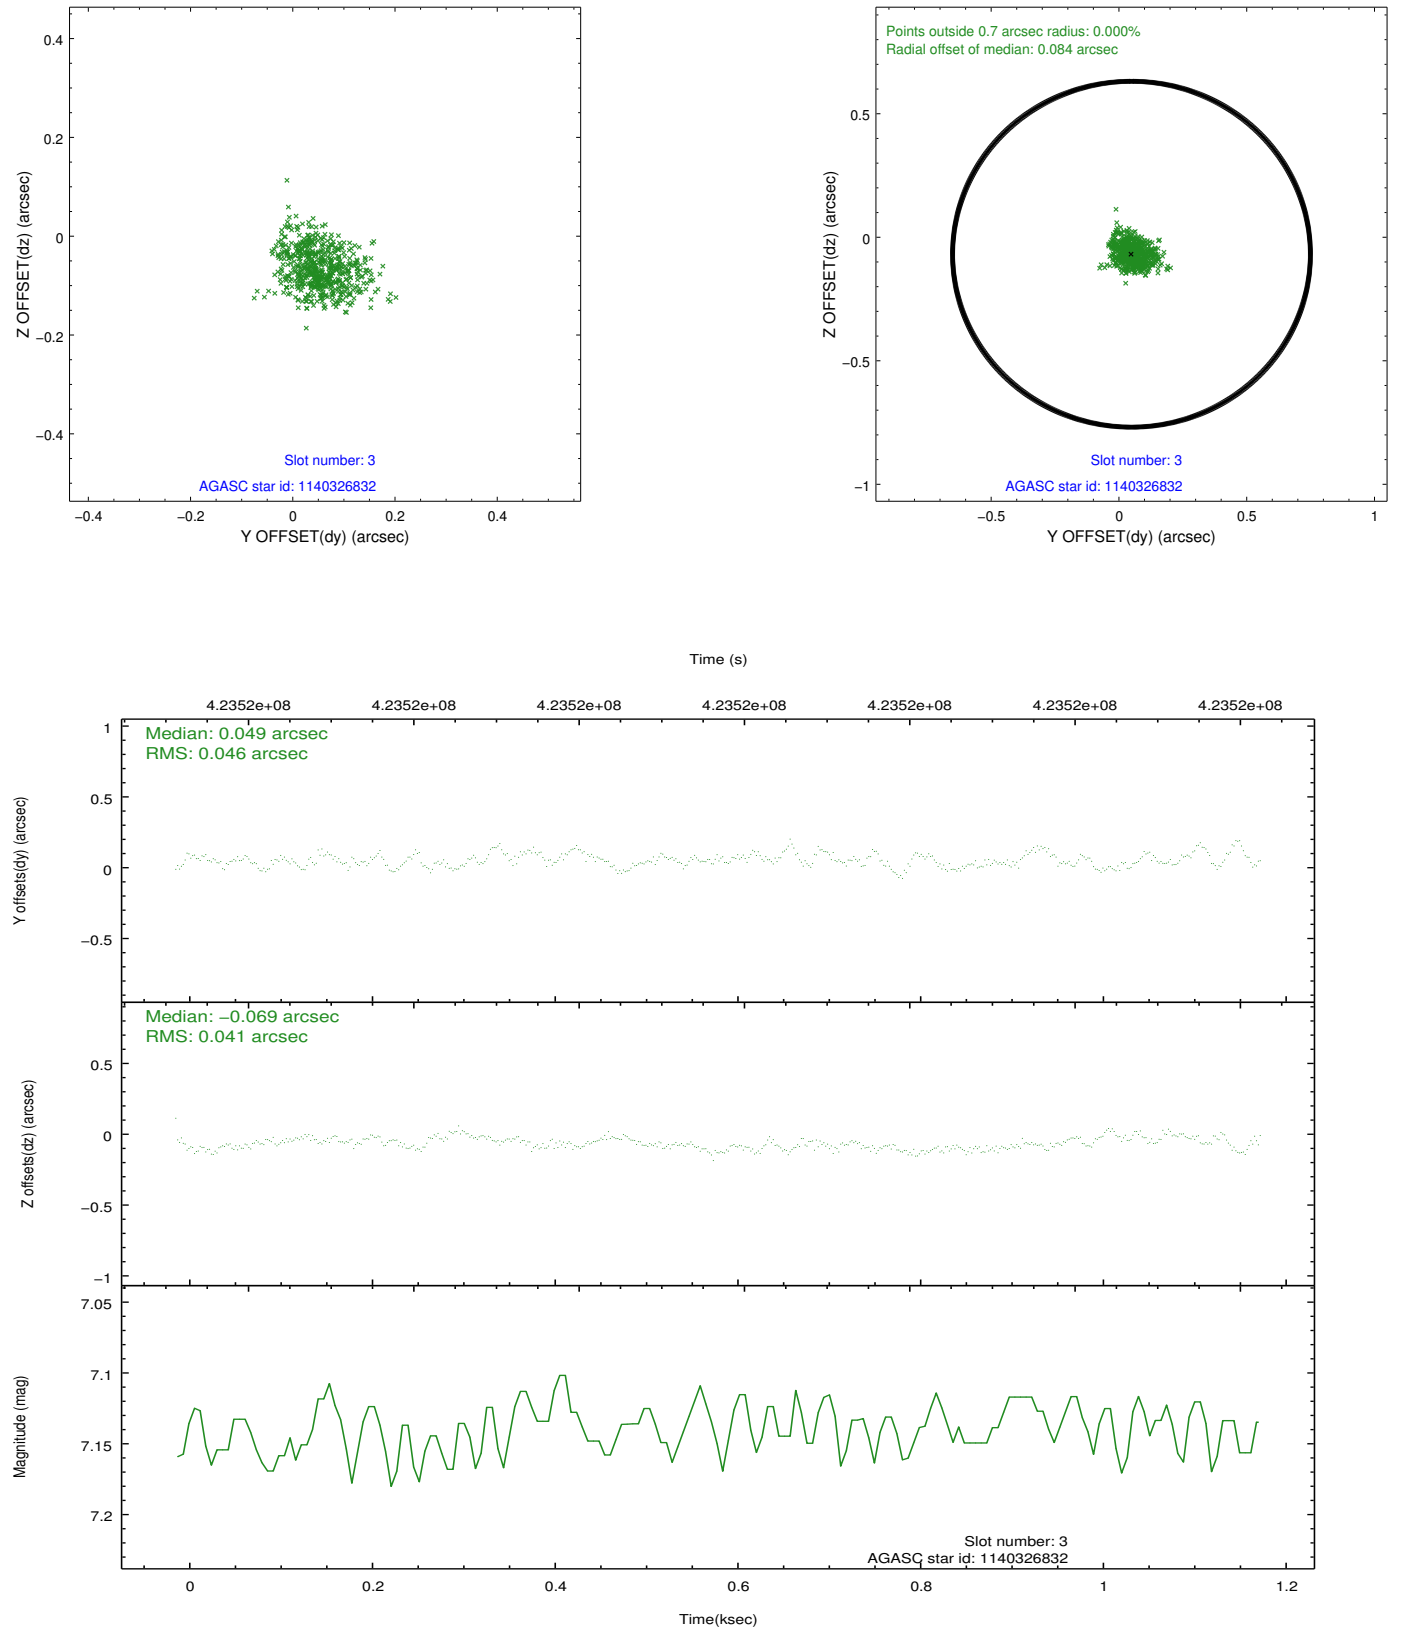 Points outside 0.7 arcsec radius: 0.000%
Radial offset of median: 0.084 arcsec
0.4
0.2
0
−0.2
−0.4
Z OFFSET(dz) (arcsec)
Slot number: 3
AGASC star id: 1140326832
−0.4 −0.2 0 0.2 0.4
Y OFFSET(dy) (arcsec)
0.5
0
−0.5
−1
Z OFFSET(dz) (arcsec)
Slot number: 3
AGASC star id: 1140326832
−0.5 0 0.5 1
Y OFFSET(dy) (arcsec)
Time (s)
4.2352e+08 4.2352e+08 4.2352e+08 4.2352e+08 4.2352e+08 4.2352e+08 4.2352e+08
Median: 0.049 arcsec
RMS: 0.046 arcsec
1
0.5
0
−0.5
Y offsets(dy) (arcsec)
Median: −0.069 arcsec
RMS: 0.041 arcsec
0.5
0
−0.5
−1
Z offsets(dz) (arcsec)
7.05
7.1
7.15
7.2
Magnitude (mag)
Slot number: 3
AGASC star id: 1140326832
0 0.2 0.4 0.6 0.8 1 1.2
Time(ksec)